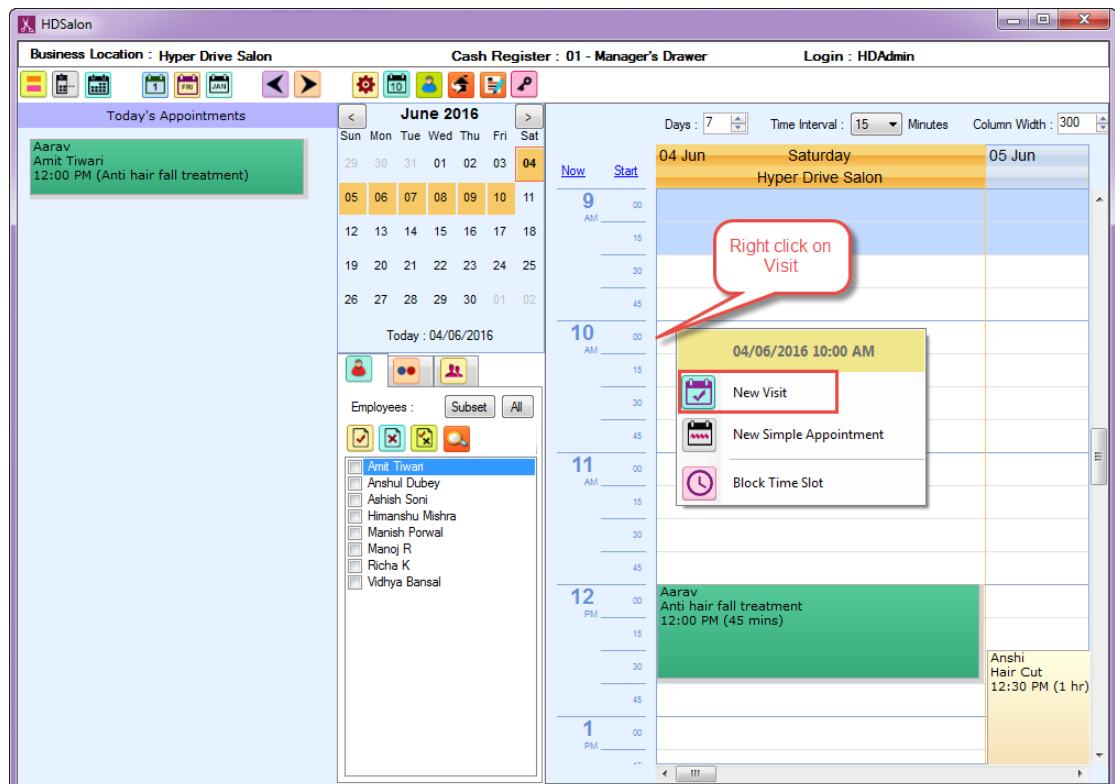 HDSalon
Business Location : Hyper Drive Salon Cash Register : 01 - Manager's Drawer Login : HDAdmin
1 FRI JAN 10
Today's Appointments
Aarav
Amit Tiwari
12:00 PM (Anti hair fall treatment)
< June 2016 >
Sun Mon Tue Wed Thu Fri Sat
29 30 31 01 02 03 04
05 06 07 08 09 10 11
12 13 14 15 16 17 18
19 20 21 22 23 24 25
26 27 28 29 30 01 02
Today : 04/06/2016
Employees : Subset All
Amit Tiwari
Anshul Dubey
Ashish Soni
Himanshu Mishra
Manish Porwal
Manoj R
Richa K
Vidhya Bansal
Days : 7 Time Interval : 15 Minutes Column Width : 300
Now Start
04 Jun Saturday 05 Jun
Hyper Drive Salon
9 00
AM
15
30
45
10 00
AM
15
30
45
11 00
AM
15
30
45
12 00
PM
15
30
45
1 00
PM
Right click on
Visit
04/06/2016 10:00 AM
New Visit
New Simple Appointment
Block Time Slot
Aarav
Anti hair fall treatment
12:00 PM (45 mins)
Anshi
Hair Cut
12:30 PM (1 hr)